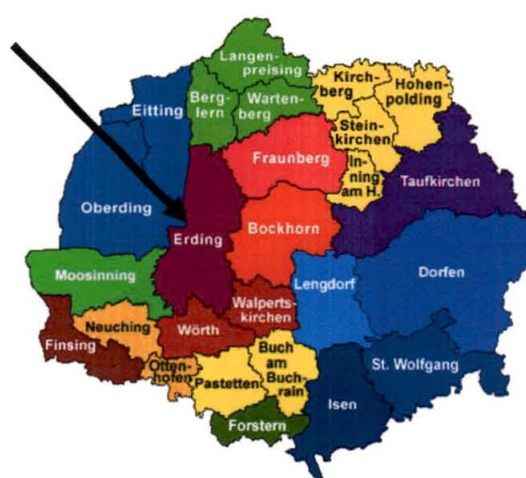 Langen-
preising
Kirch-
berg
Hohen-
polding
Eitting
Berg-
lern
Warten-
berg
Stein-
kirchen
Fraunberg
In-
ning
am H.
Taufkirchen
Oberding
Erding
Bockhorn
Moosinning
Lengdorf
Dorfen
Walperts-
kirchen
Neuching
Wörth
Finsing
Otten-
hofen
Pastetten
Buch
am
Buch-
rain
St. Wolfgang
Isen
Forstern